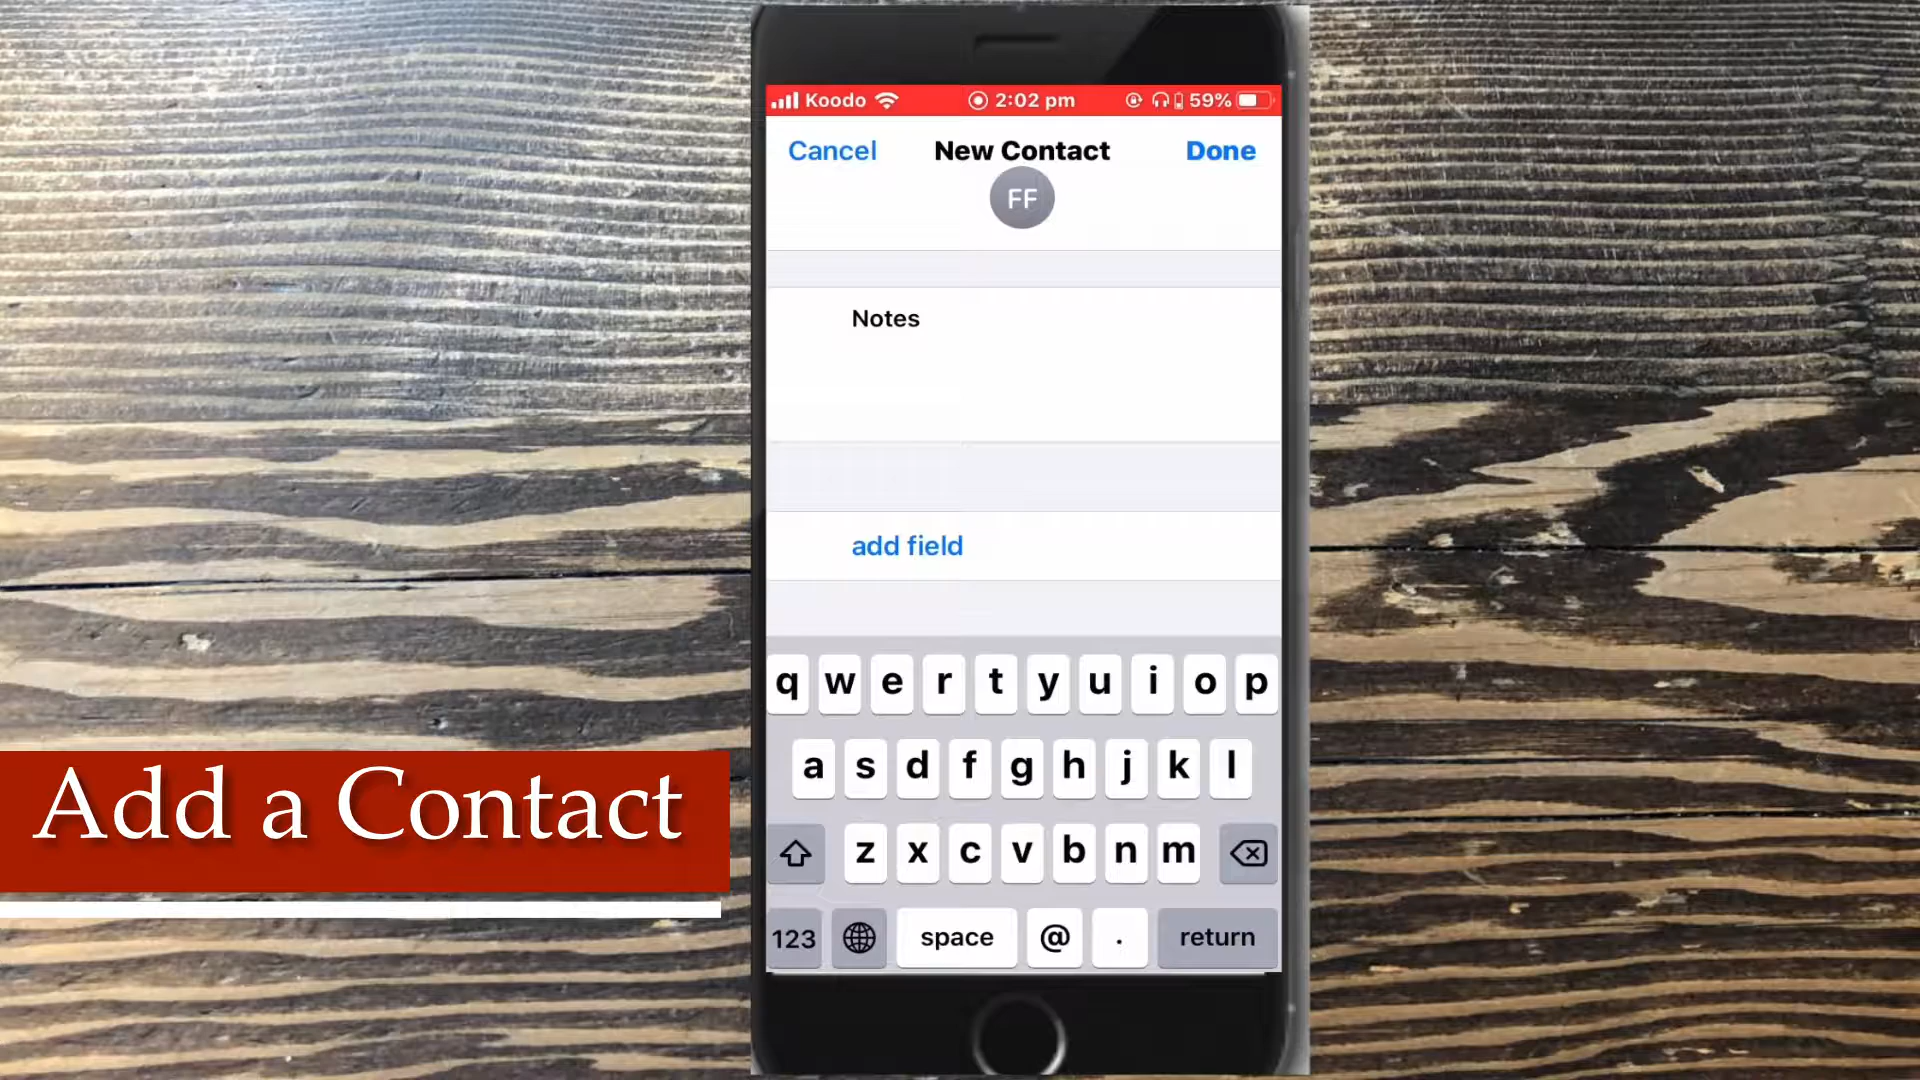 Koodo 2:02 pm 59%
Cancel New Contact Done
FF
Notes
add field
q w e r t y u i o p
a s d f g h j k l
z x c v b n m
123 space @ . return
Add a Contact